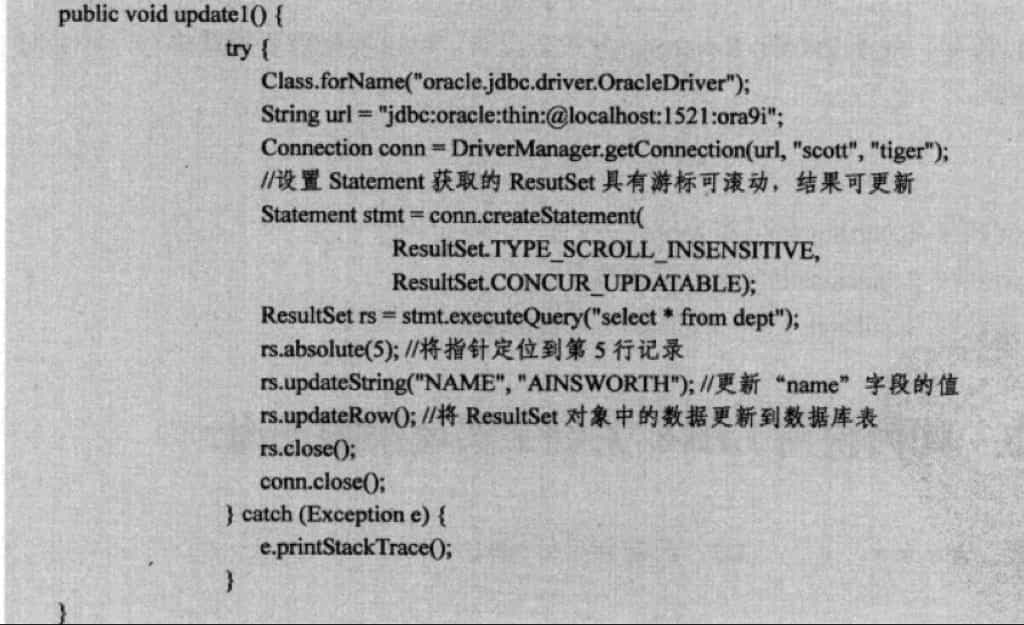 public void update1() {
try {
Class.forName("oracle.jdbc.driver.OracleDriver");
String url = "jdbc:oracle:thin:@localhost:1521:ora9i";
Connection conn = DriverManager.getConnection(url, "scott", "tiger");
//设置 Statement 获取的 ResutSet 具有游标可滚动，结果可更新
Statement stmt = conn.createStatement(
ResultSet.TYPE_SCROLL_INSENSITIVE,
ResultSet.CONCUR_UPDATABLE);
ResultSet rs = stmt.executeQuery("select * from dept");
rs.absolute(5); //将指针定位到第 5 行记录
rs.updateString("NAME", "AINSWORTH"); //更新“name”字段的值
rs.updateRow(); //将 ResultSet 对象中的数据更新到数据库表
rs.close();
conn.close();
} catch (Exception e) {
e.printStackTrace();
}
}